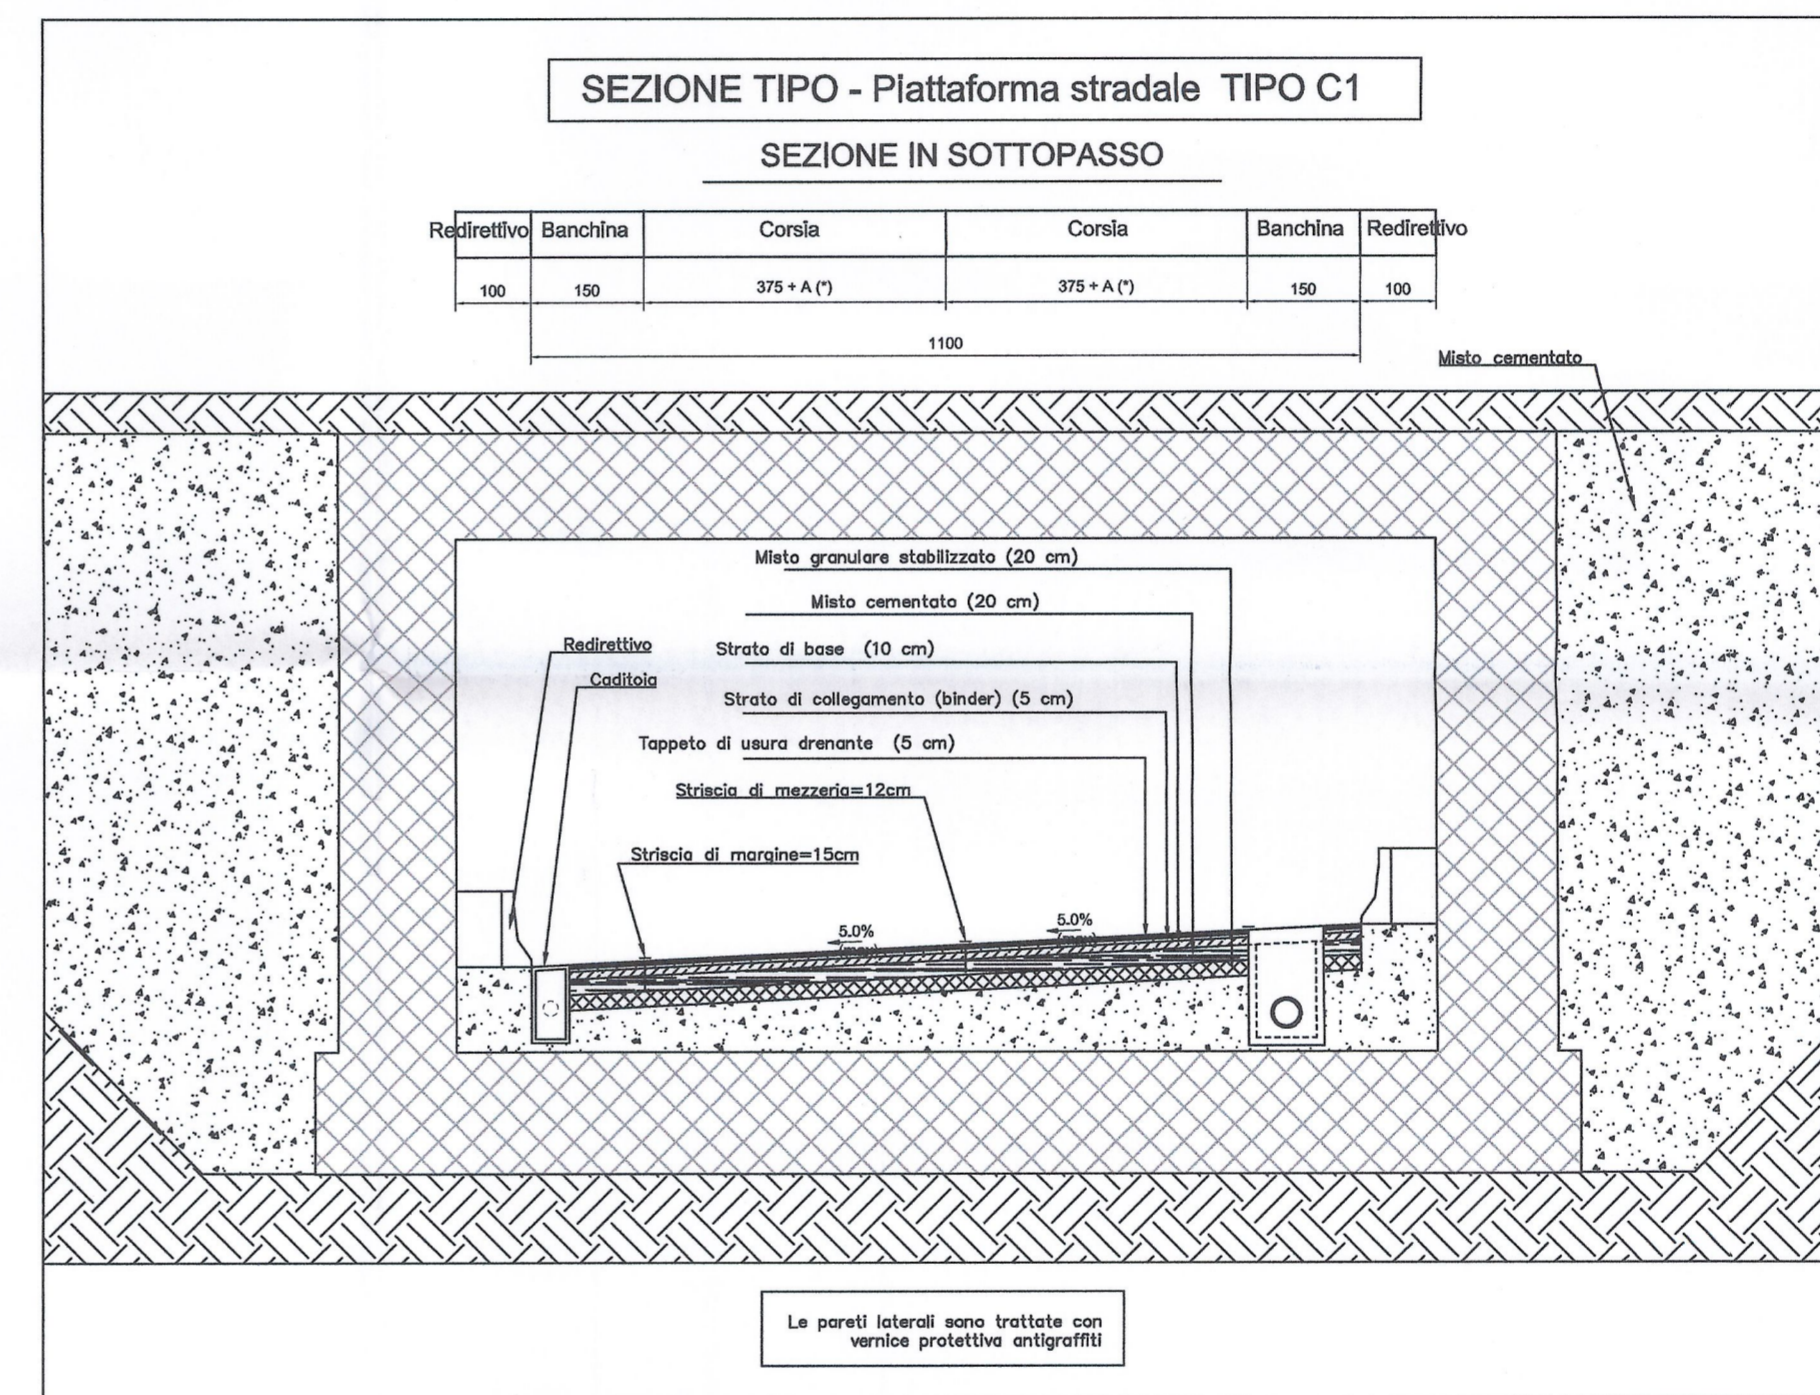 SEZIONE TIPO - Piattaforma stradale TIPO C1
SEZIONE IN SOTTOPASSO
Redirettivo Banchina Corsia Corsia Banchina Redirettivo
100 150 375 + A (*) 375 + A (*) 150 100
1100
Misto cementato
Misto granulare stabilizzato (20 cm)
Misto cementato (20 cm)
Redirettivo
Strato di base (10 cm)
Caditoia
Strato di collegamento (binder) (5 cm)
Tappeto di usura drenante (5 cm)
Striscia di mezzeria=12cm
Striscia di margine=15cm
5.0%
(max)
5.0%
(max)
Le pareti laterali sono trattate con
vernice protettiva antigraffiti